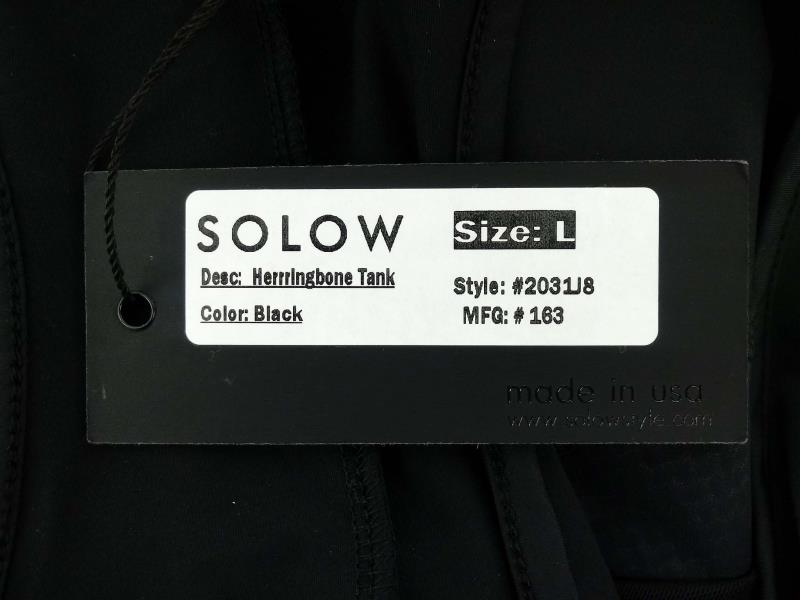 SOLOW
Size: L
Desc: Herrringbone Tank
Style: #2031J8
Color: Black
MFG: # 163
made in usa
www.solowstyle.com